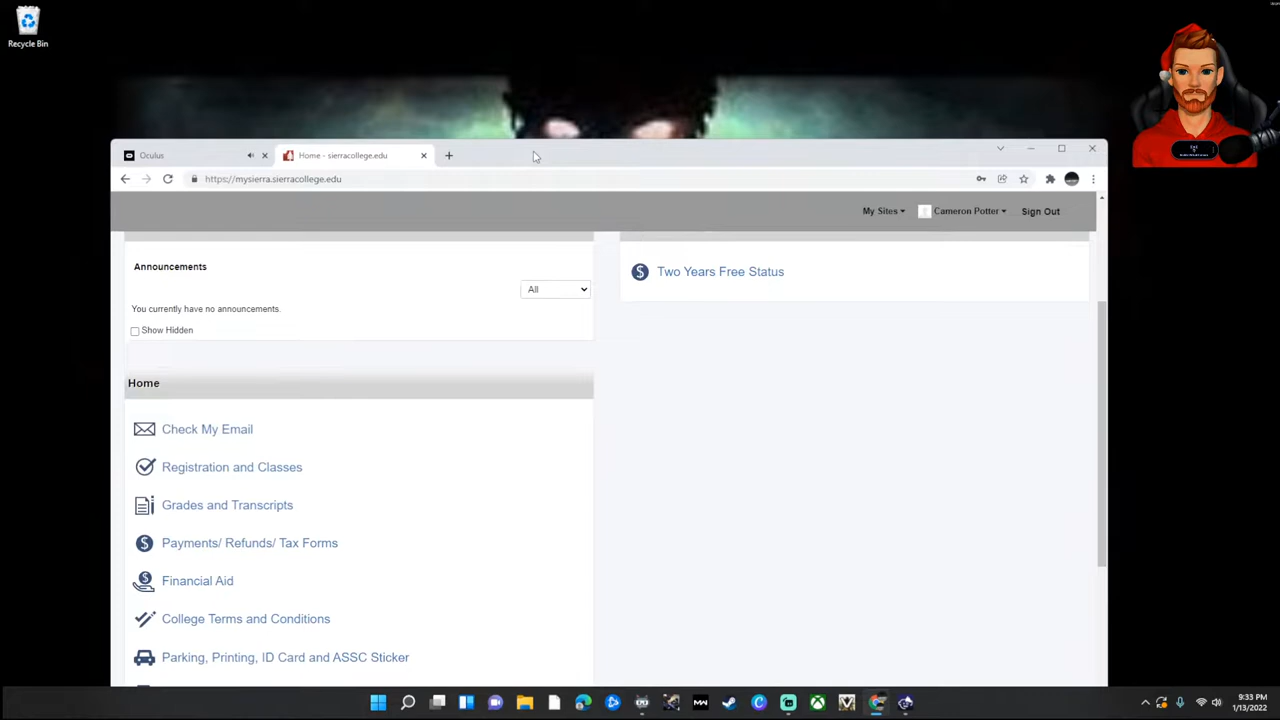 Recycle Bin
Oculus
Home - sierracollege.edu
https://mysierra.sierracollege.edu
My Sites
Cameron Potter
Sign Out
Announcements
All
You currently have no announcements.
Show Hidden
Two Years Free Status
Home
Check My Email
Registration and Classes
Grades and Transcripts
Payments/ Refunds/ Tax Forms
Financial Aid
College Terms and Conditions
Parking, Printing, ID Card and ASSC Sticker
MW
9:33 PM
1/13/2022